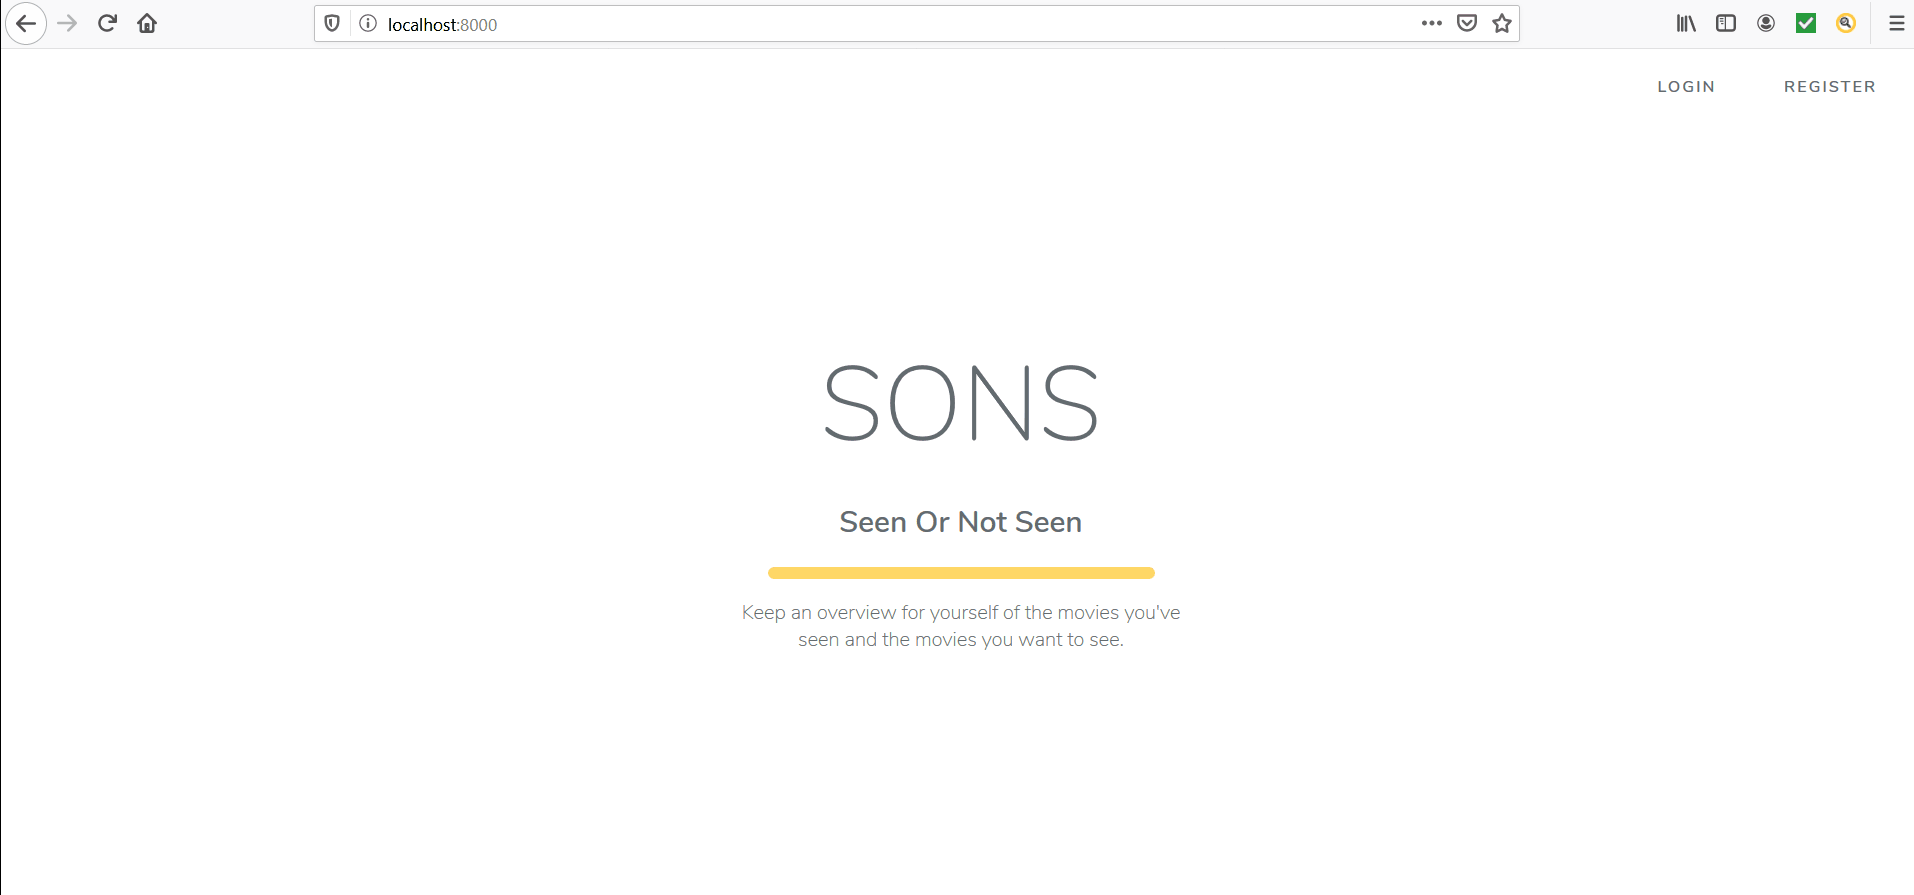 localhost:8000
LOGIN REGISTER
SONS
Seen Or Not Seen
Keep an overview for yourself of the movies you've
seen and the movies you want to see.